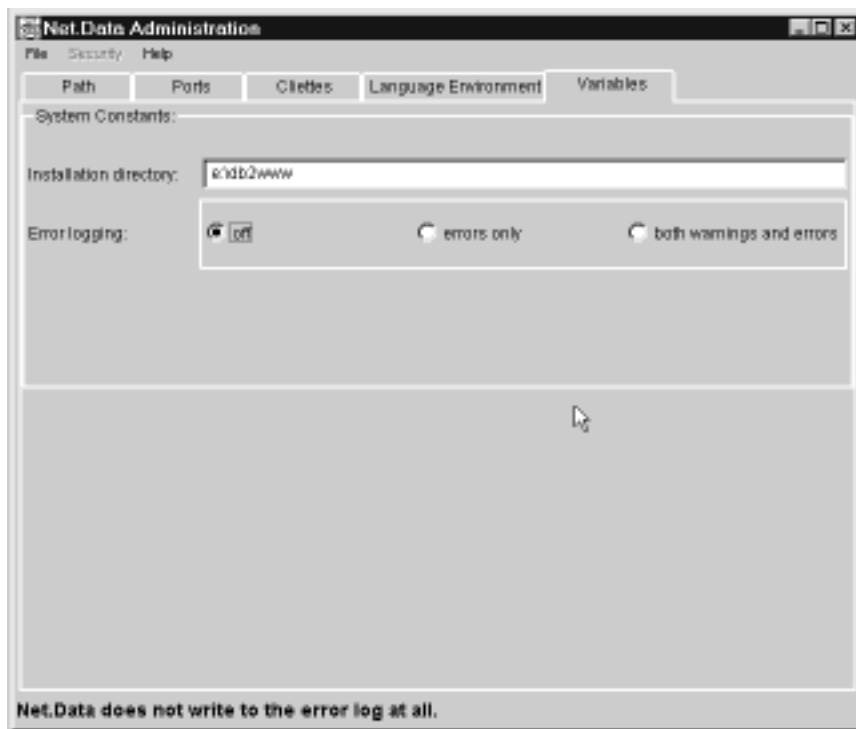 Net.Data Administration
File Security Help
Path Ports Cliettes Language Environment Variables
System Constants:
Installation directory: e:\db2www
Error logging: off errors only both warnings and errors
Net.Data does not write to the error log at all.